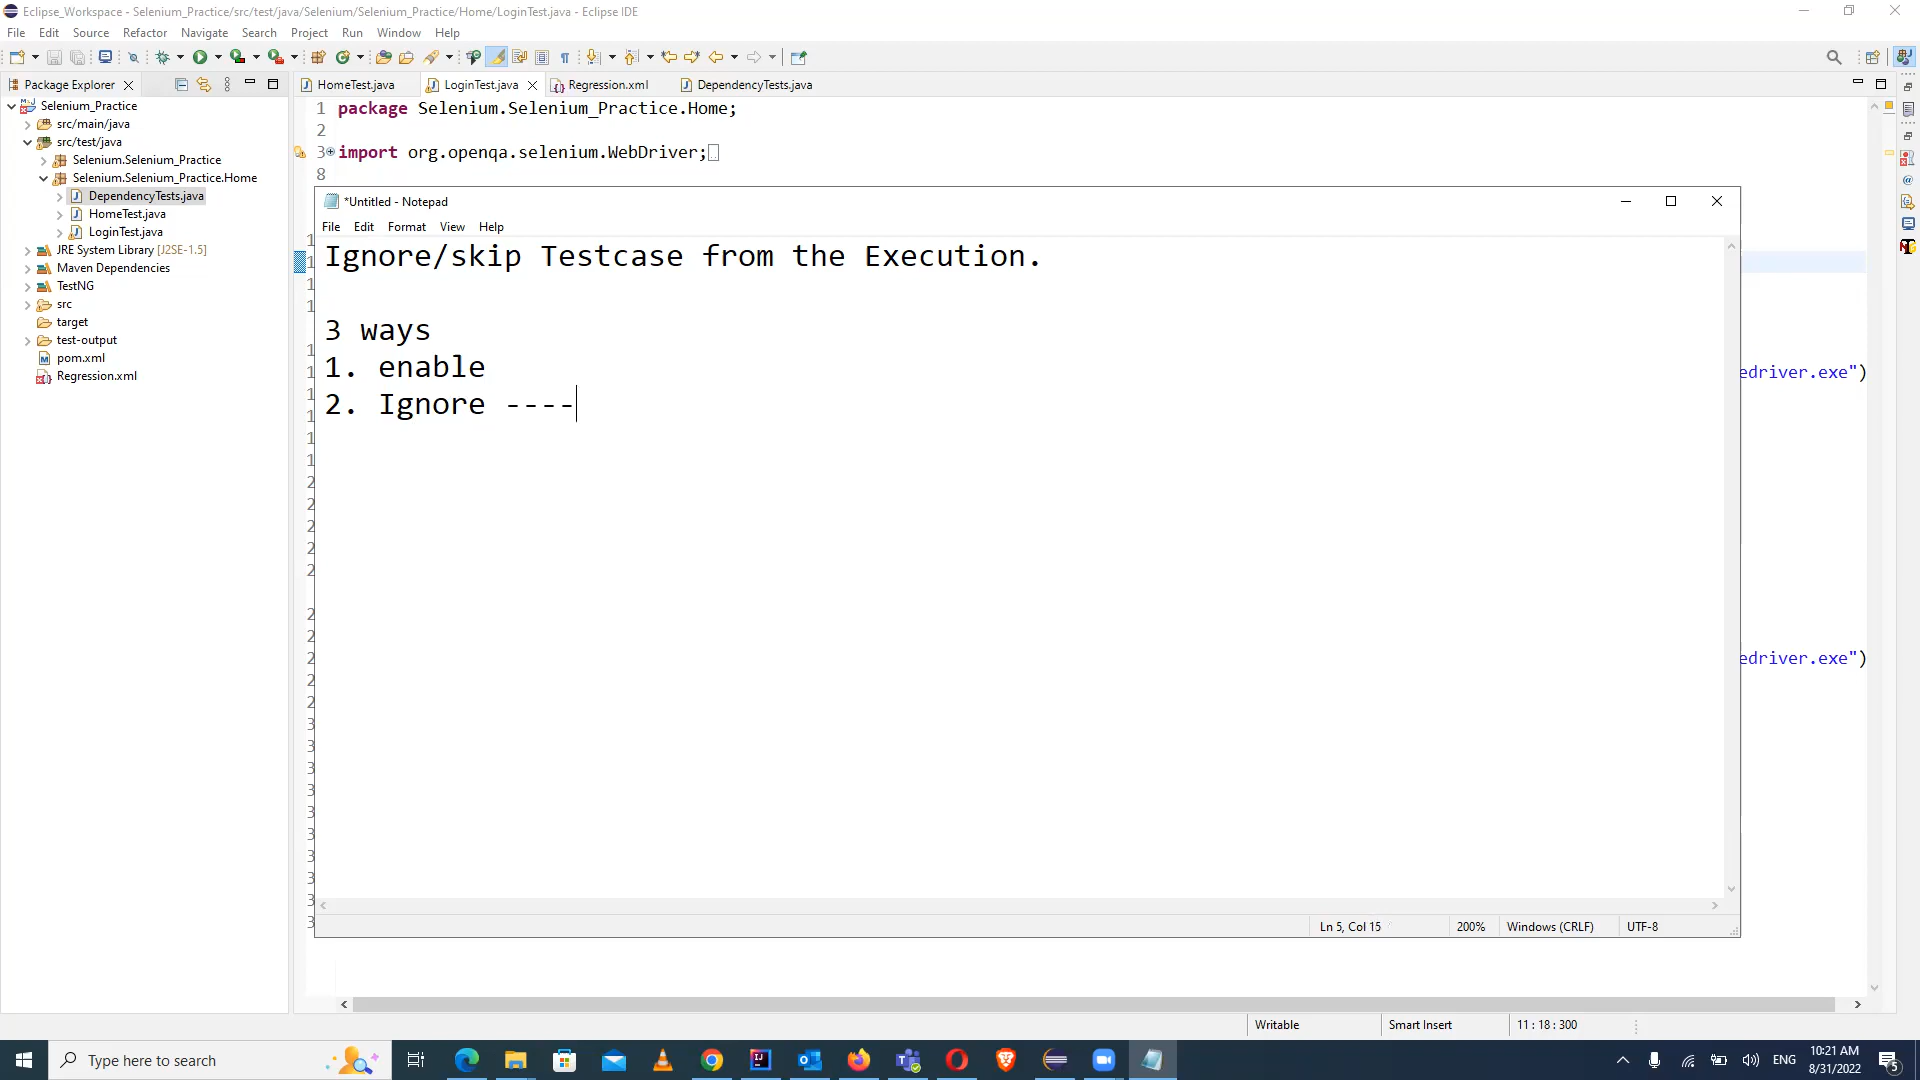 Eclipse_Workspace - Selenium_Practice/src/test/java/Selenium/Selenium_Practice/Home/LoginTest.java - Eclipse IDE
File Edit Source Refactor Navigate Search Project Run Window Help
Package Explorer
HomeTest.java LoginTest.java Regression.xml DependencyTests.java
Selenium_Practice
src/main/java
src/test/java
Selenium.Selenium_Practice
Selenium.Selenium_Practice.Home
DependencyTests.java
HomeTest.java
LoginTest.java
JRE System Library [J2SE-1.5]
Maven Dependencies
TestNG
src
target
test-output
pom.xml
Regression.xml
1 package Selenium.Selenium_Practice.Home;
2
3 import org.openqa.selenium.WebDriver;
8
*Untitled - Notepad
File Edit Format View Help
Ignore/skip Testcase from the Execution.
3 ways
1. enable
2. Ignore ----
edriver.exe")
edriver.exe")
Ln 5, Col 15 200% Windows (CRLF) UTF-8
Writable Smart Insert 11 : 18 : 300
Type here to search
ENG
10:21 AM
8/31/2022
5